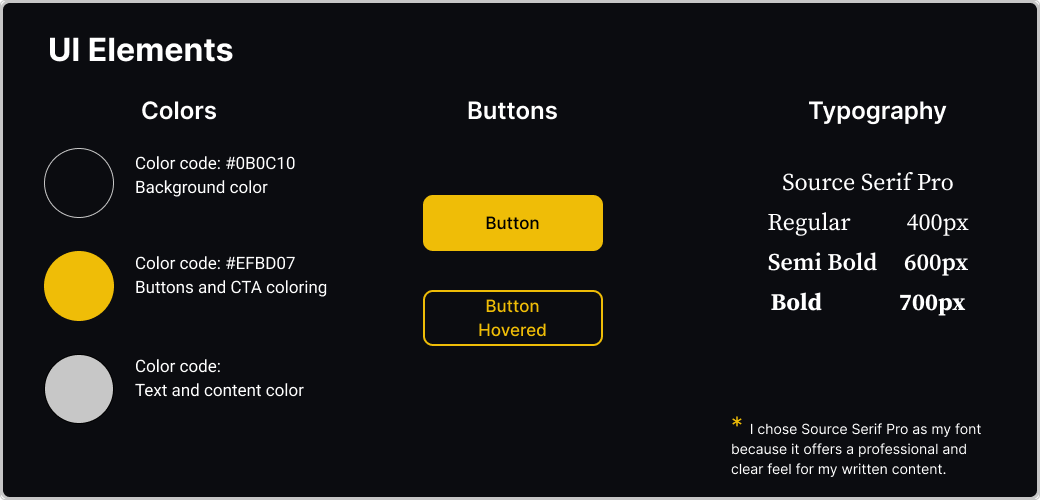 UI Elements
Colors
Color code: #0B0C10
Background color
Color code: #EFBD07
Buttons and CTA coloring
Color code:
Text and content color
Buttons
Button
Button
Hovered
Typography
Source Serif Pro
Regular 400px
Semi Bold 600px
Bold 700px
* I chose Source Serif Pro as my font
because it offers a professional and
clear feel for my written content.